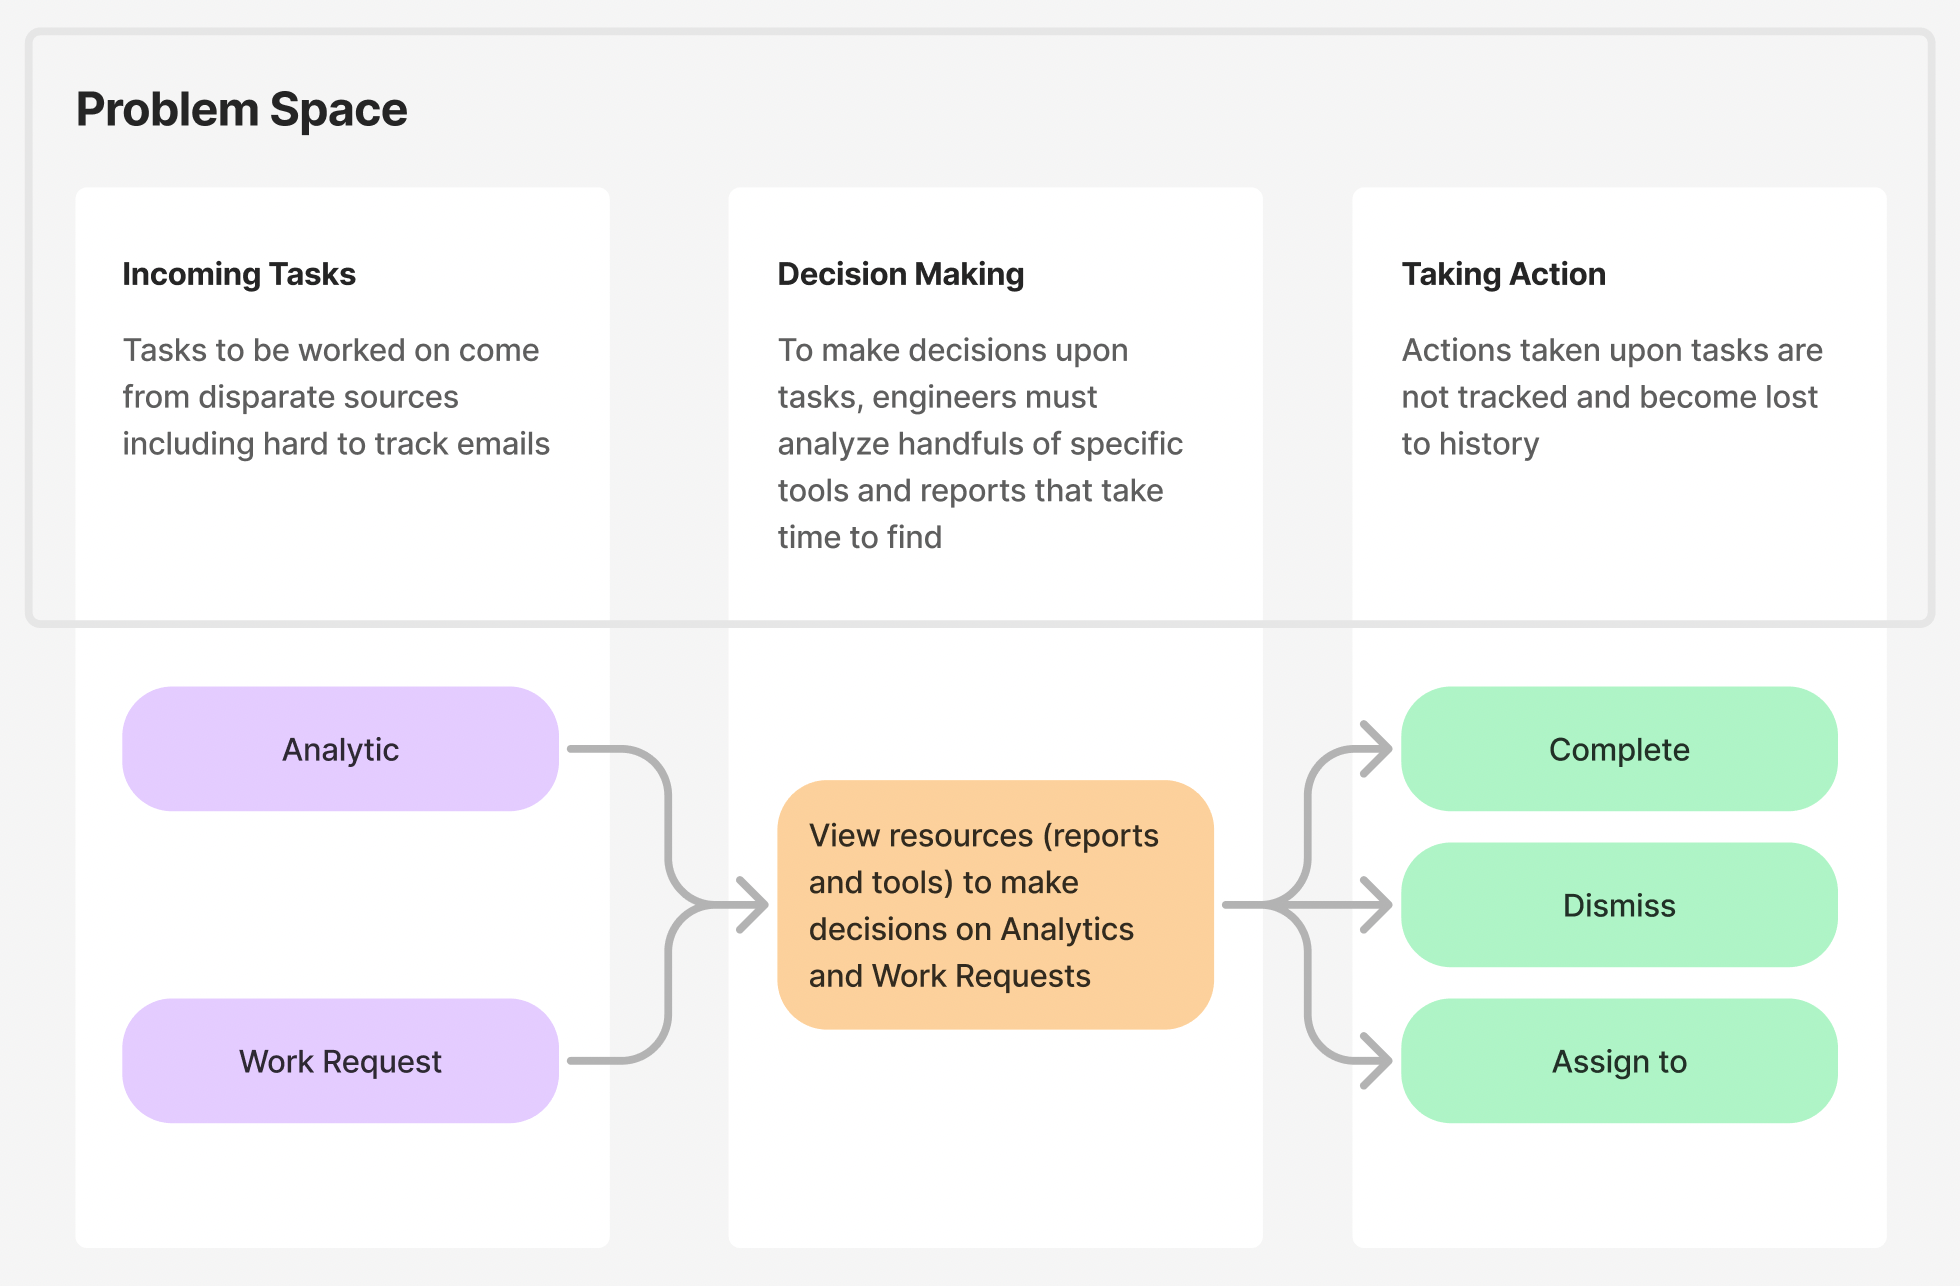 Problem Space
Incoming Tasks
Tasks to be worked on come
from disparate sources
including hard to track emails
Decision Making
To make decisions upon
tasks, engineers must
analyze handfuls of specific
tools and reports that take
time to find
Taking Action
Actions taken upon tasks are
not tracked and become lost
to history
Analytic
Work Request
View resources (reports
and tools) to make
decisions on Analytics
and Work Requests
Complete
Dismiss
Assign to